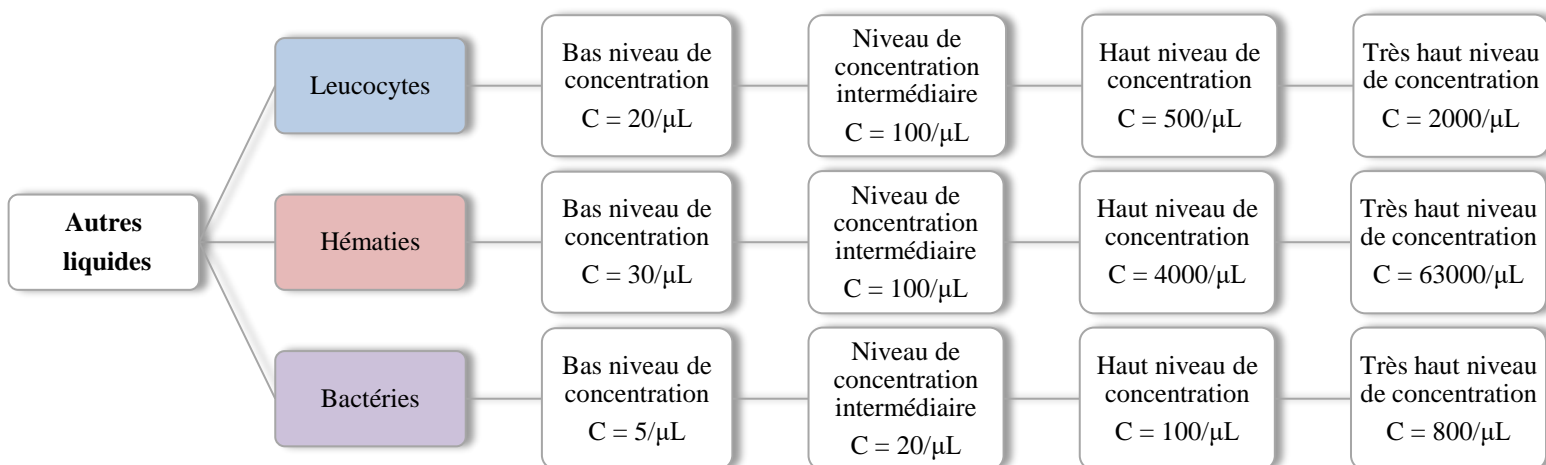 Autres
liquides
Leucocytes
Bas niveau de
concentration
C = 20/μL
Niveau de
concentration
intermédiaire
C = 100/μL
Haut niveau de
concentration
C = 500/μL
Très haut niveau
de concentration
C = 2000/μL
Hématies
Bas niveau de
concentration
C = 30/μL
Niveau de
concentration
intermédiaire
C = 100/μL
Haut niveau de
concentration
C = 4000/μL
Très haut niveau
de concentration
C = 63000/μL
Bactéries
Bas niveau de
concentration
C = 5/μL
Niveau de
concentration
intermédiaire
C = 20/μL
Haut niveau de
concentration
C = 100/μL
Très haut niveau
de concentration
C = 800/μL